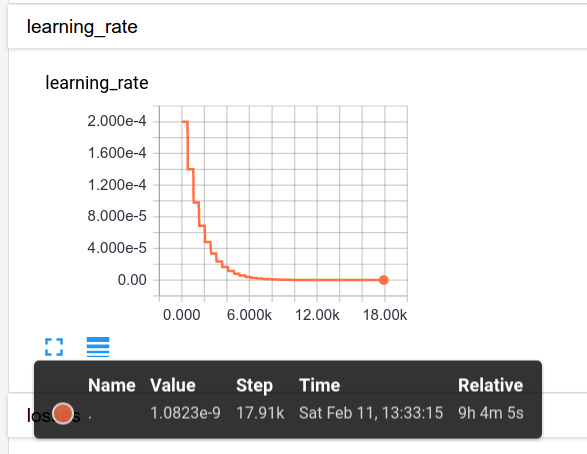 learning_rate
learning_rate
2.000e-4
1.600e-4
1.200e-4
8.000e-5
4.000e-5
0.00
0.000 6.000k 12.00k 18.00k
Name Value Step Time Relative
. 1.0823e-9 17.91k Sat Feb 11, 13:33:15 9h 4m 5s
losses